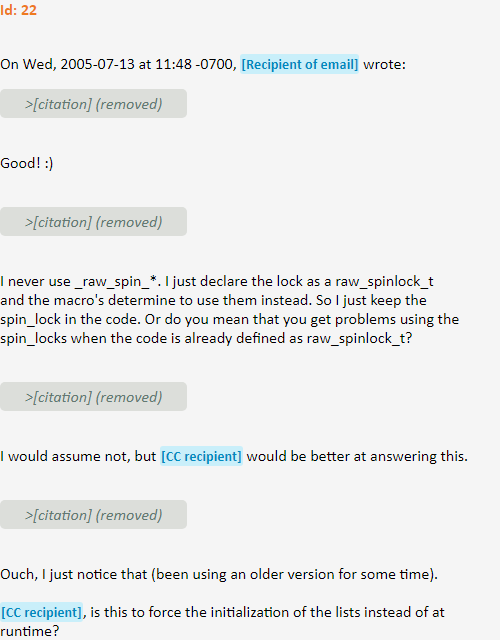 Id: 22
On Wed, 2005-07-13 at 11:48 -0700, [Recipient of email] wrote:
>[citation] (removed)
Good! :)
>[citation] (removed)
I never use _raw_spin_*. I just declare the lock as a raw_spinlock_t
and the macro's determine to use them instead. So I just keep the
spin_lock in the code. Or do you mean that you get problems using the
spin_locks when the code is already defined as raw_spinlock_t?
>[citation] (removed)
I would assume not, but [CC recipient] would be better at answering this.
>[citation] (removed)
Ouch, I just notice that (been using an older version for some time).
[CC recipient], is this to force the initialization of the lists instead of at
runtime?